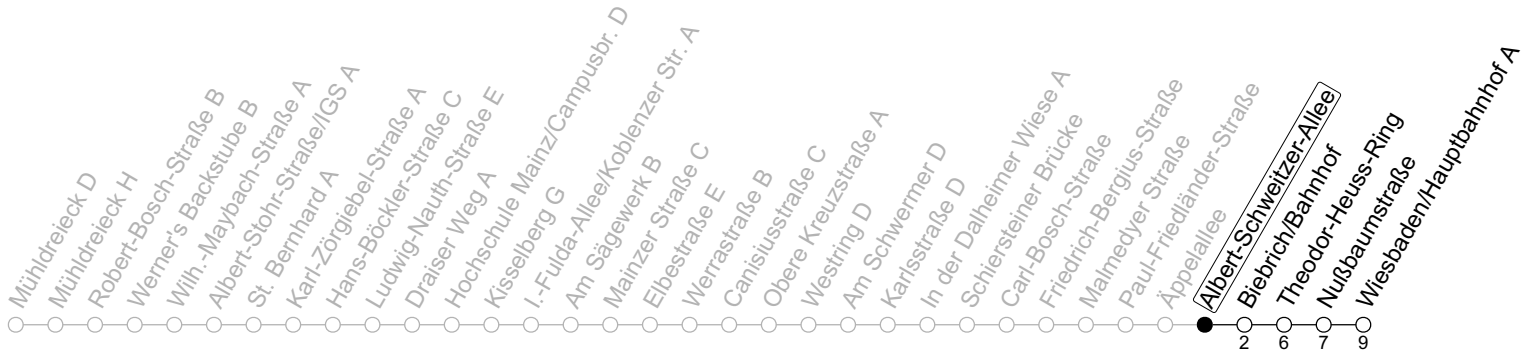 Mühldreieck D
Mühldreieck H
Robert-Bosch-Straße B
Werner's Backstube B
Wilh.-Maybach-Straße A
Albert-Stohr-Straße/IGS A
St. Bernhard A
Karl-Zörgiebel-Straße A
Hans-Böckler-Straße C
Ludwig-Nauth-Straße E
Draiser Weg A
Hochschule Mainz/Campusbr. D
Kisselberg G
I.-Fulda-Allee/Koblenzer Str. A
Am Sägewerk B
Mainzer Straße C
Elbestraße E
Werrastraße B
Canisiusstraße C
Obere Kreuzstraße A
Westring D
Am Schwermer D
Karlsstraße D
In der Dalheimer Wiese A
Schiersteiner Brücke
Carl-Bosch-Straße
Friedrich-Bergius-Straße
Malmedyer Straße
Paul-Friedländer-Straße
Äppelallee
Albert-Schweitzer-Allee
Biebrich/Bahnhof
Theodor-Heuss-Ring
Nußbaumstraße
Wiesbaden/Hauptbahnhof A
2 6 7 9